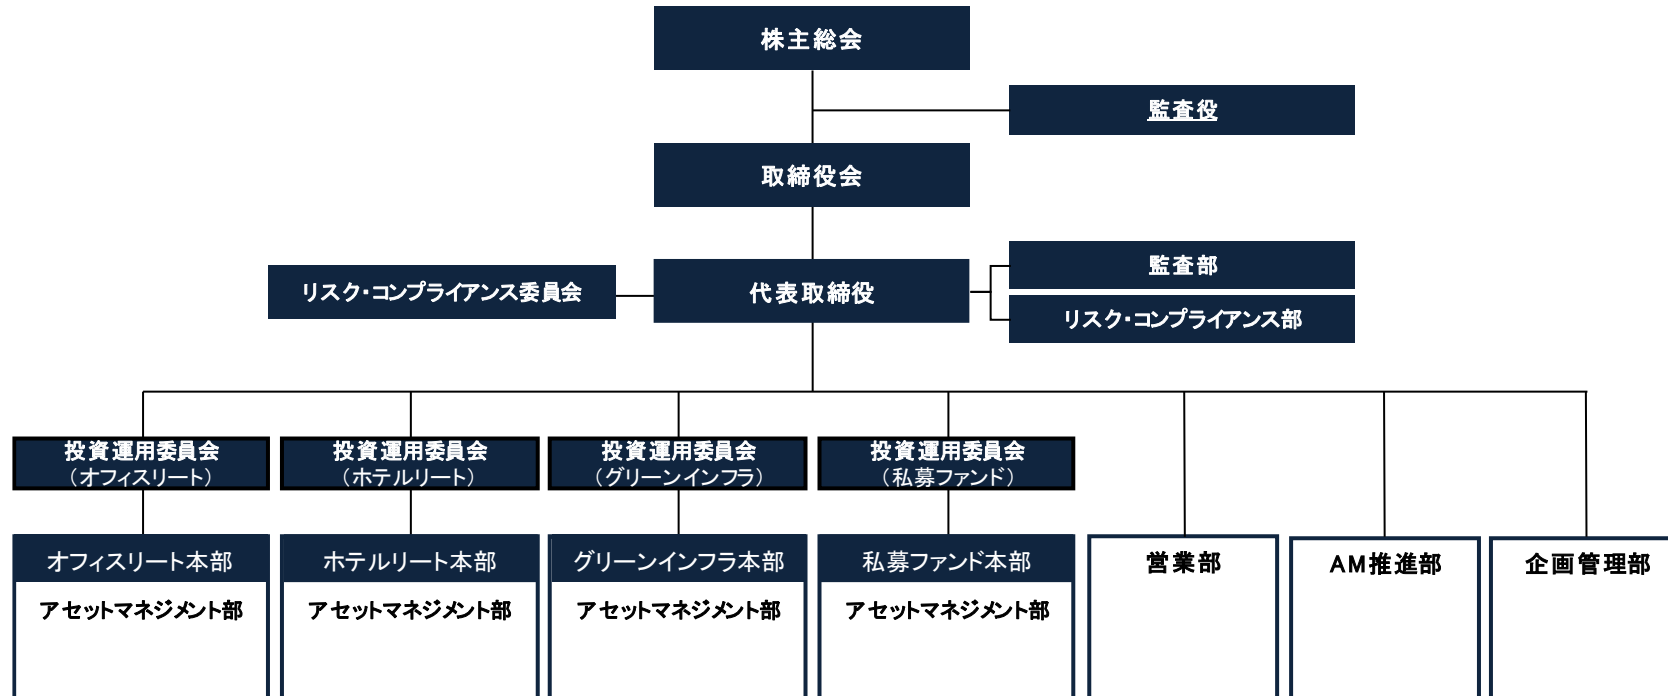 株主総会
監査役
取締役会
監査部
リスク・コンプライアンス委員会
代表取締役
リスク・コンプライアンス部
投資運用委員会
（オフィスリート）
投資運用委員会
（ホテルリート）
投資運用委員会
（グリーンインフラ）
投資運用委員会
（私募ファンド）
オフィスリート本部
アセットマネジメント部
ホテルリート本部
アセットマネジメント部
グリーンインフラ本部
アセットマネジメント部
私募ファンド本部
アセットマネジメント部
営業部
AM推進部
企画管理部